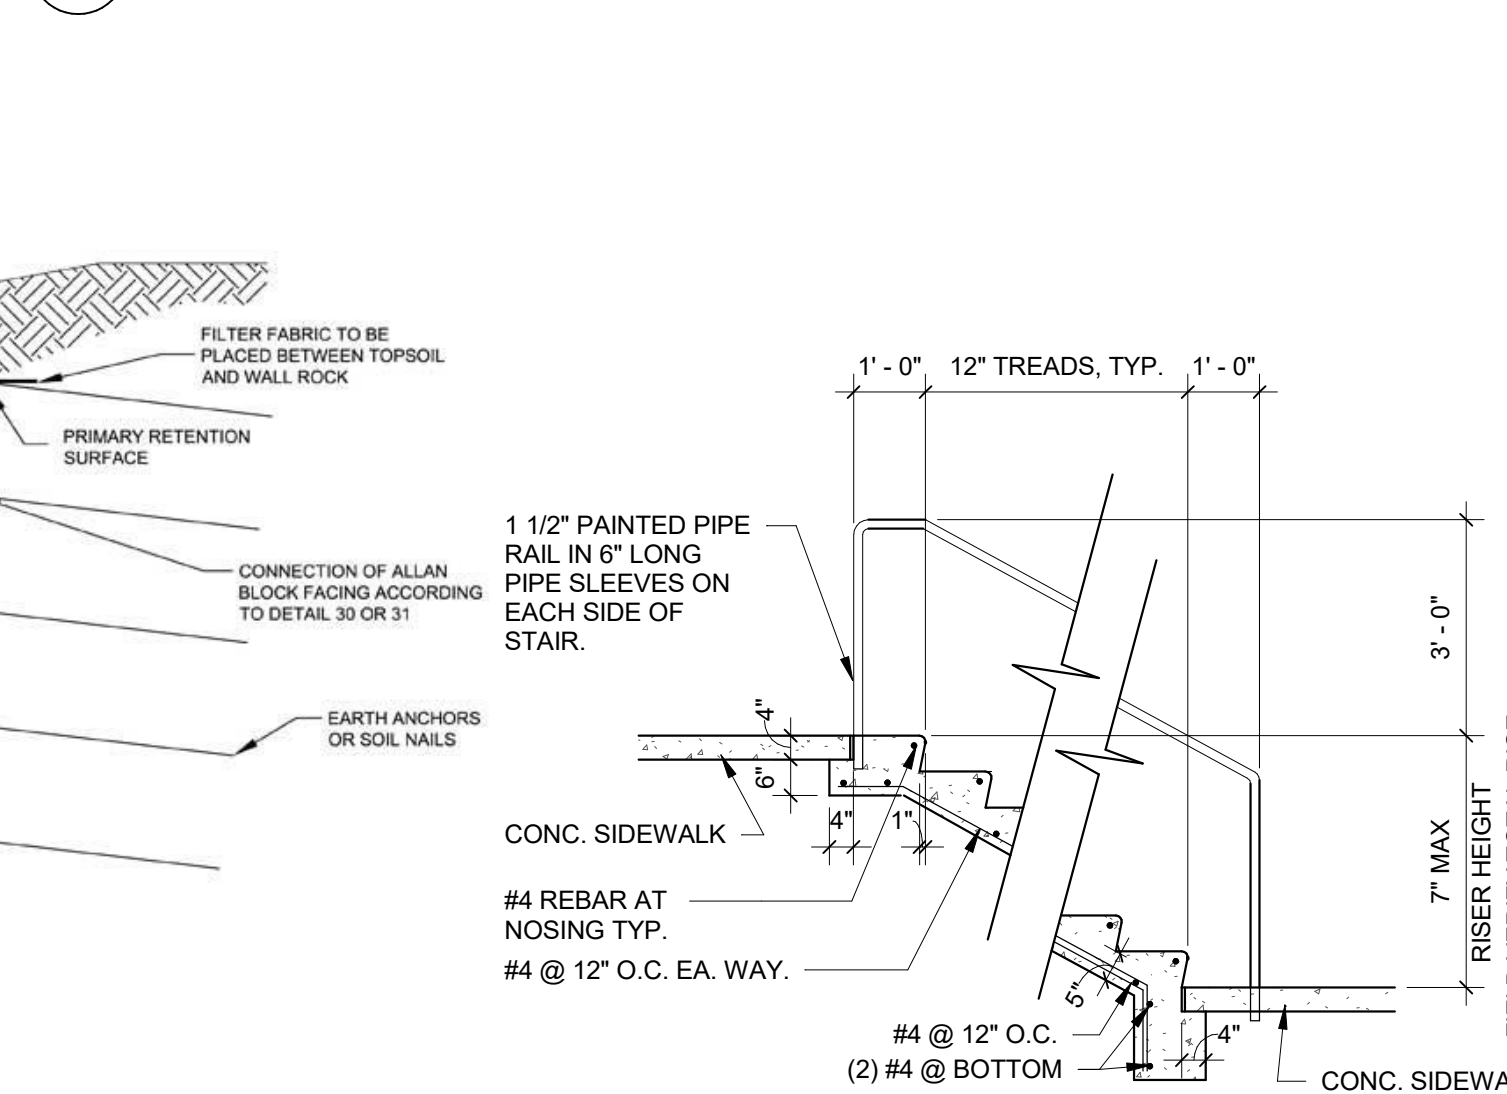 FILTER FABRIC TO BE
PLACED BETWEEN TOPSOIL
AND WALL ROCK
PRIMARY RETENTION
SURFACE
CONNECTION OF ALLAN
BLOCK FACING ACCORDING
TO DETAIL 30 OR 31
EARTH ANCHORS
OR SOIL NAILS
1' - 0"
12" TREADS, TYP.
1' - 0"
1 1/2" PAINTED PIPE
RAIL IN 6" LONG
PIPE SLEEVES ON
EACH SIDE OF
STAIR.
3' - 0"
4"
6"
4"
1"
CONC. SIDEWALK
#4 REBAR AT
NOSING TYP.
#4 @ 12" O.C. EA. WAY.
7" MAX
RISER HEIGHT
5"
#4 @ 12" O.C.
(2) #4 @ BOTTOM
4"
CONC. SIDEWA